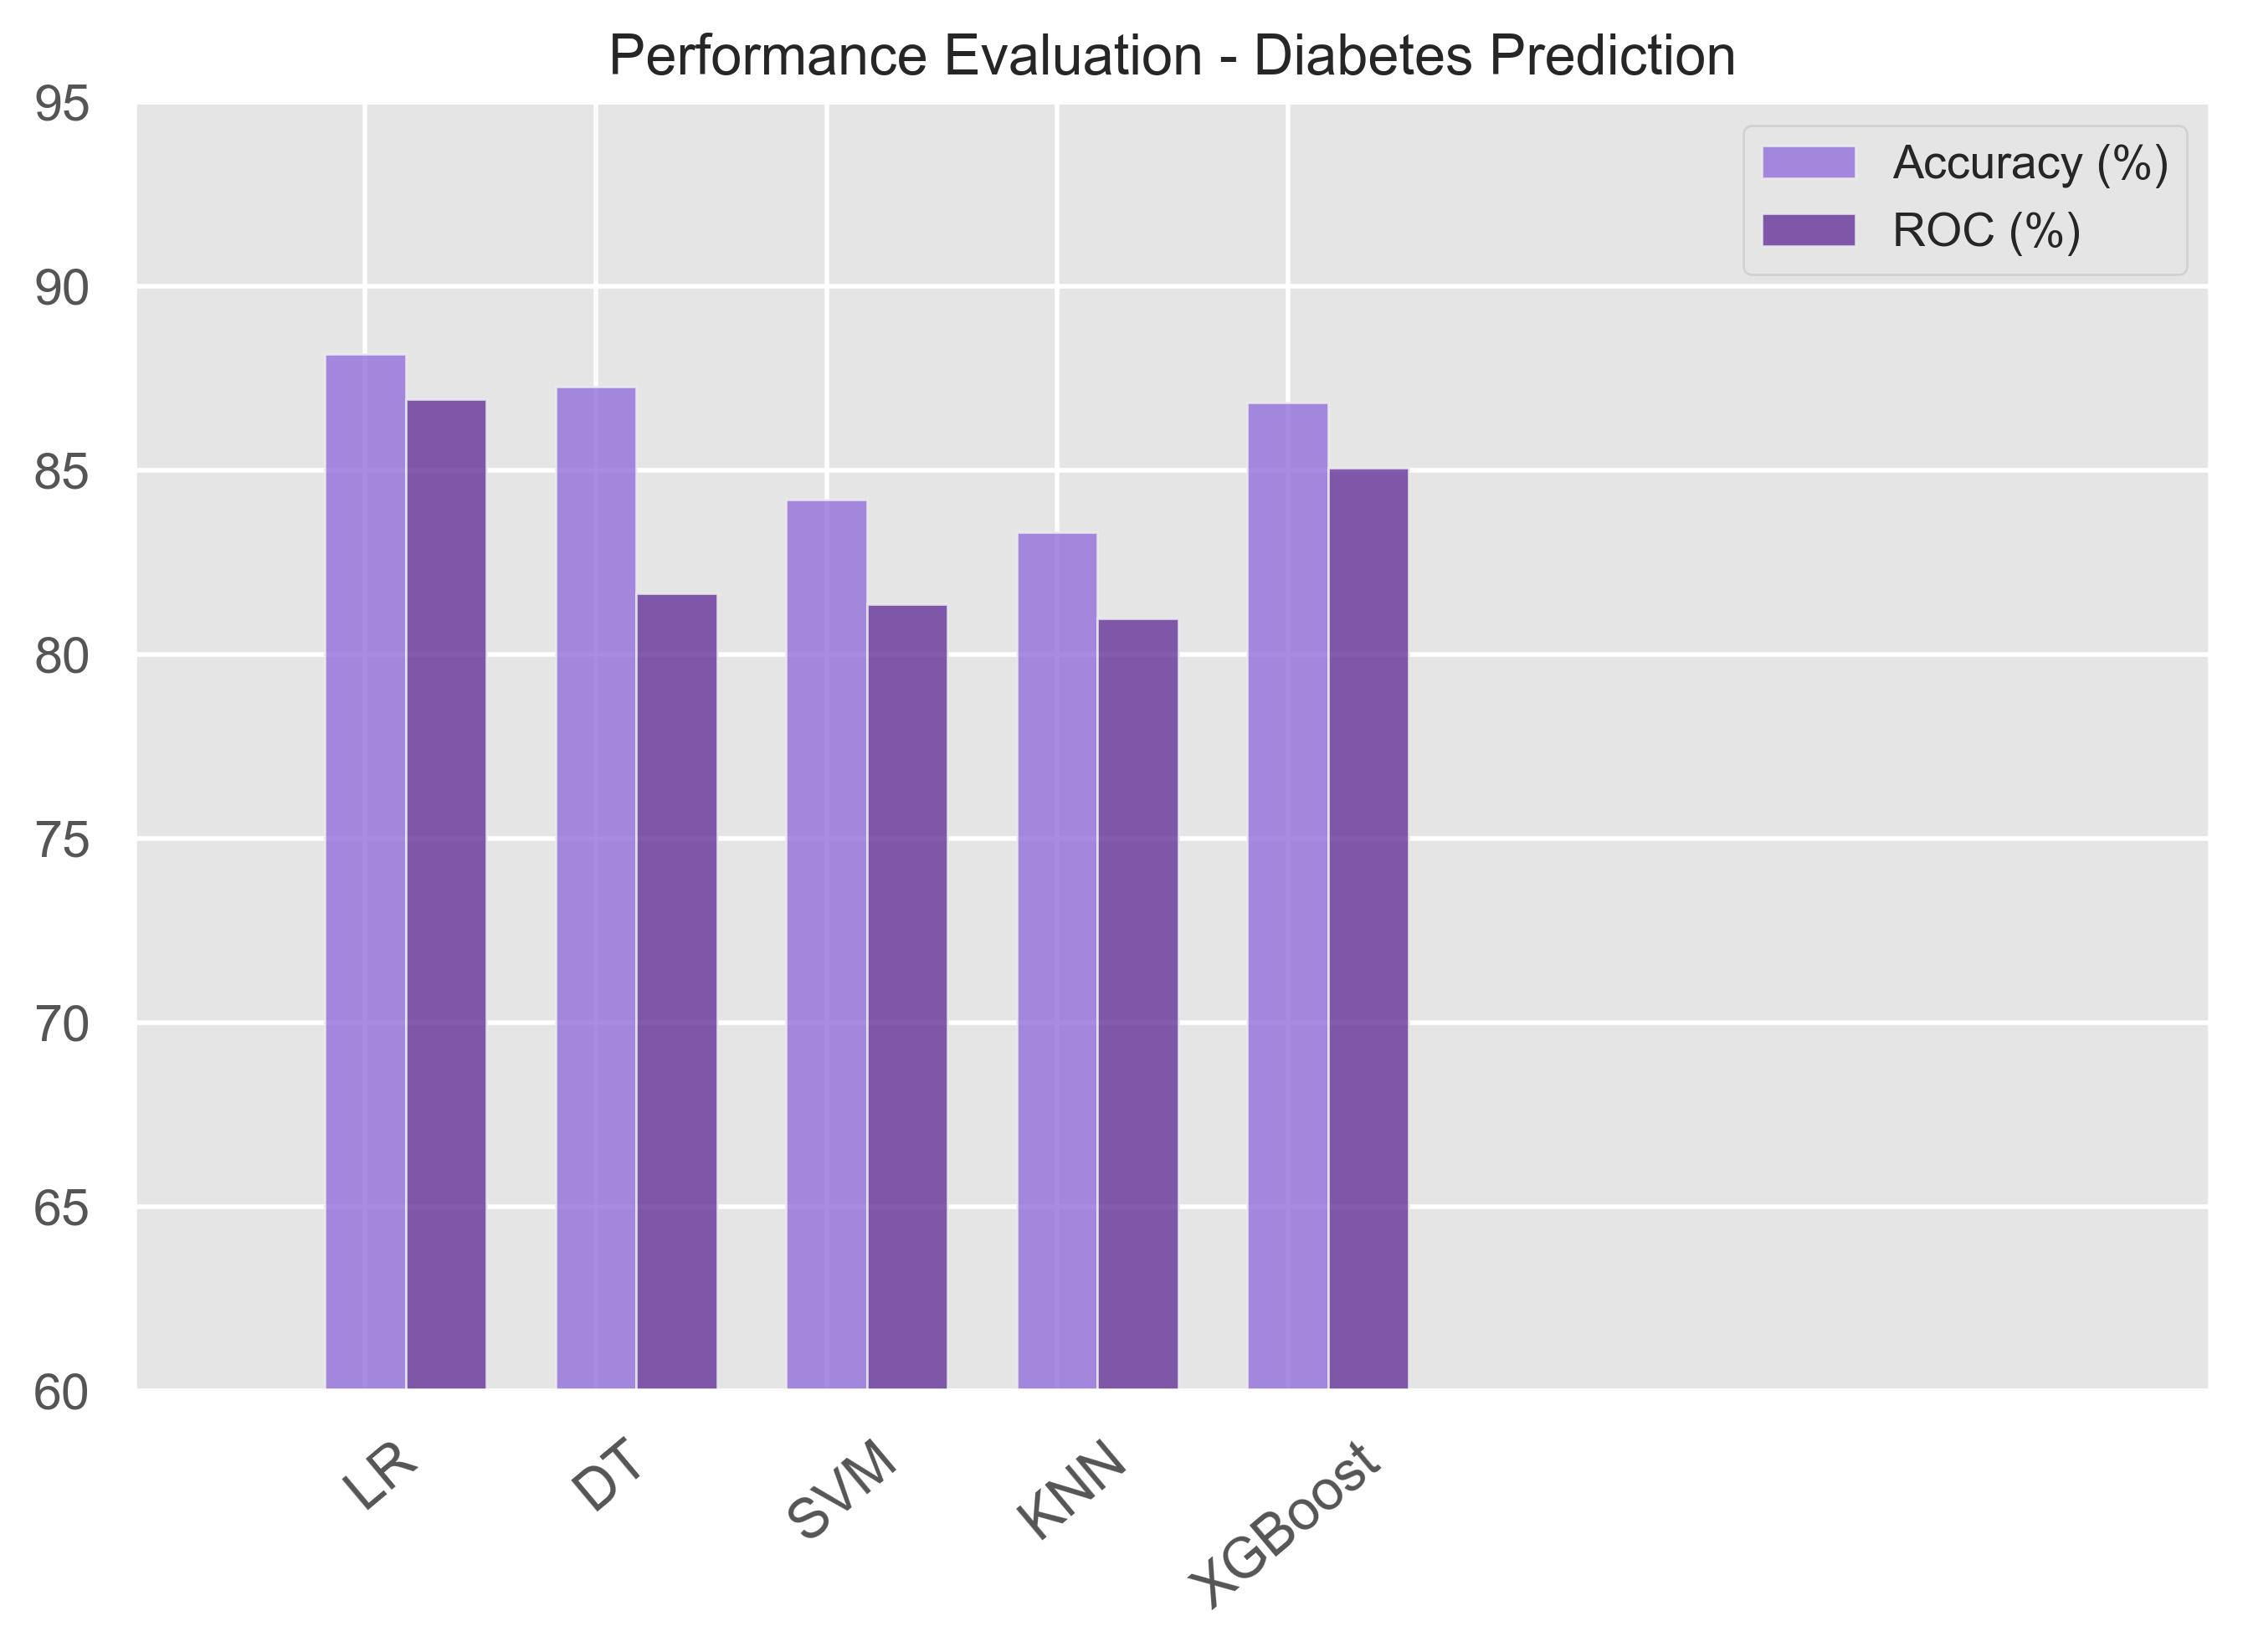 Performance Evaluation - Diabetes Prediction
95
90
85
80
75
70
65
60
Accuracy (%)
ROC (%)
LR
DT
SVM
KNN
XGBoost